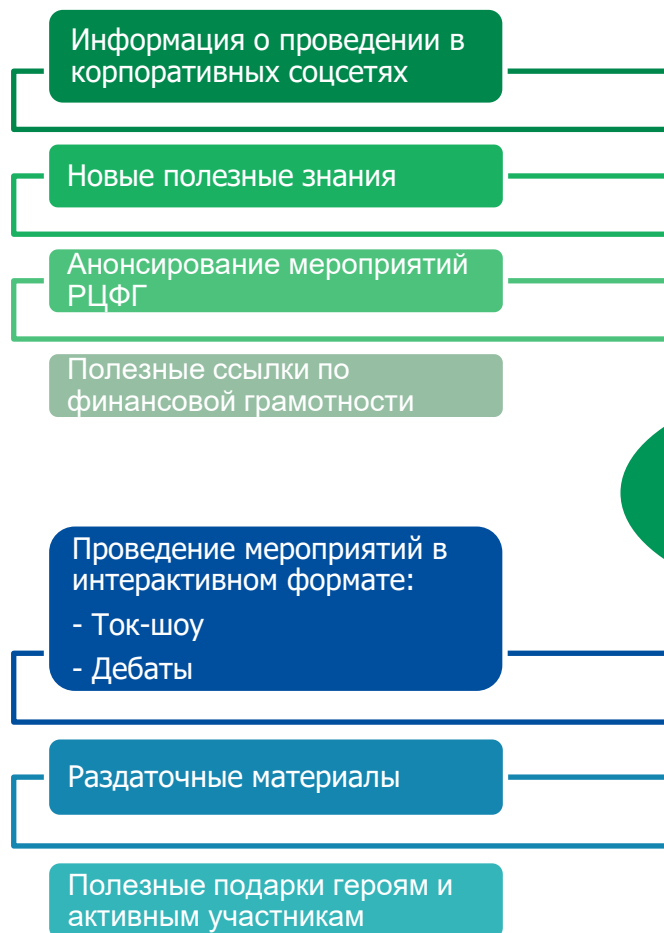 Информация о проведении в
корпоративных соцсетях
Новые полезные знания
Анонсирование мероприятий
РЦФГ
Полезные ссылки по
финансовой грамотности
Проведение мероприятий в
интерактивном формате:
- Ток-шоу
- Дебаты
Раздаточные материалы
Полезные подарки героям и
активным участникам